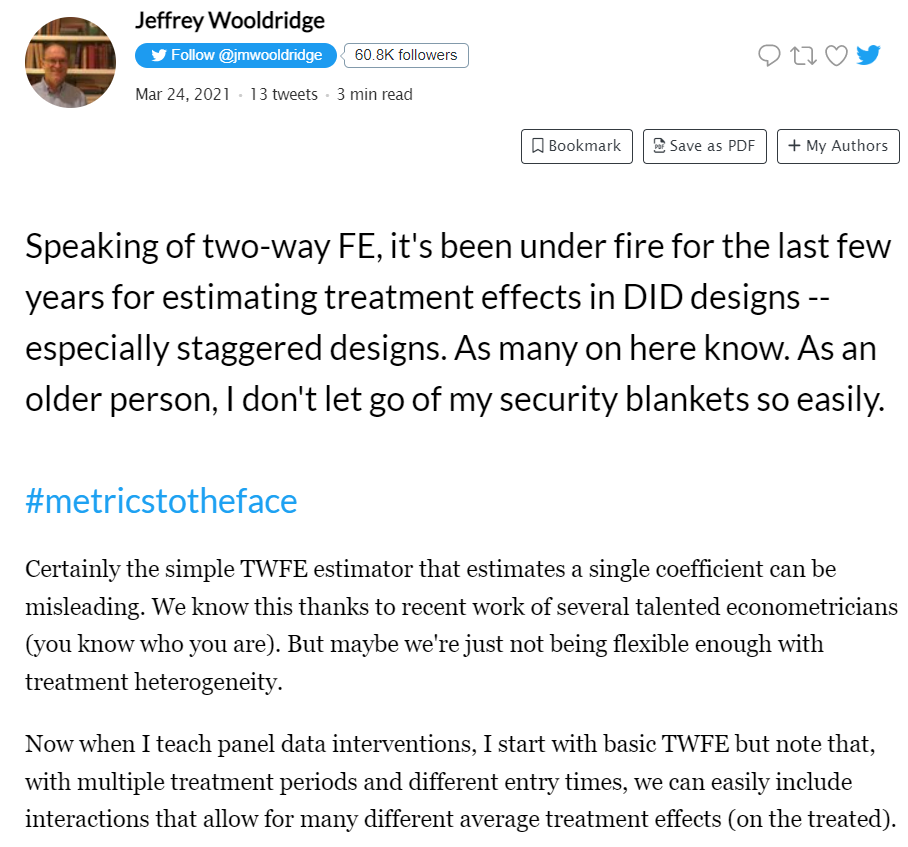 Jeffrey Wooldridge
Follow @jmwooldridge 60.8K followers
Mar 24, 2021 • 13 tweets • 3 min read
Bookmark Save as PDF + My Authors
Speaking of two-way FE, it's been under fire for the last few
years for estimating treatment effects in DID designs --
especially staggered designs. As many on here know. As an
older person, I don't let go of my security blankets so easily.
#metricstotheface
Certainly the simple TWFE estimator that estimates a single coefficient can be
misleading. We know this thanks to recent work of several talented econometricians
(you know who you are). But maybe we're just not being flexible enough with
treatment heterogeneity.
Now when I teach panel data interventions, I start with basic TWFE but note that,
with multiple treatment periods and different entry times, we can easily include
interactions that allow for many different average treatment effects (on the treated).